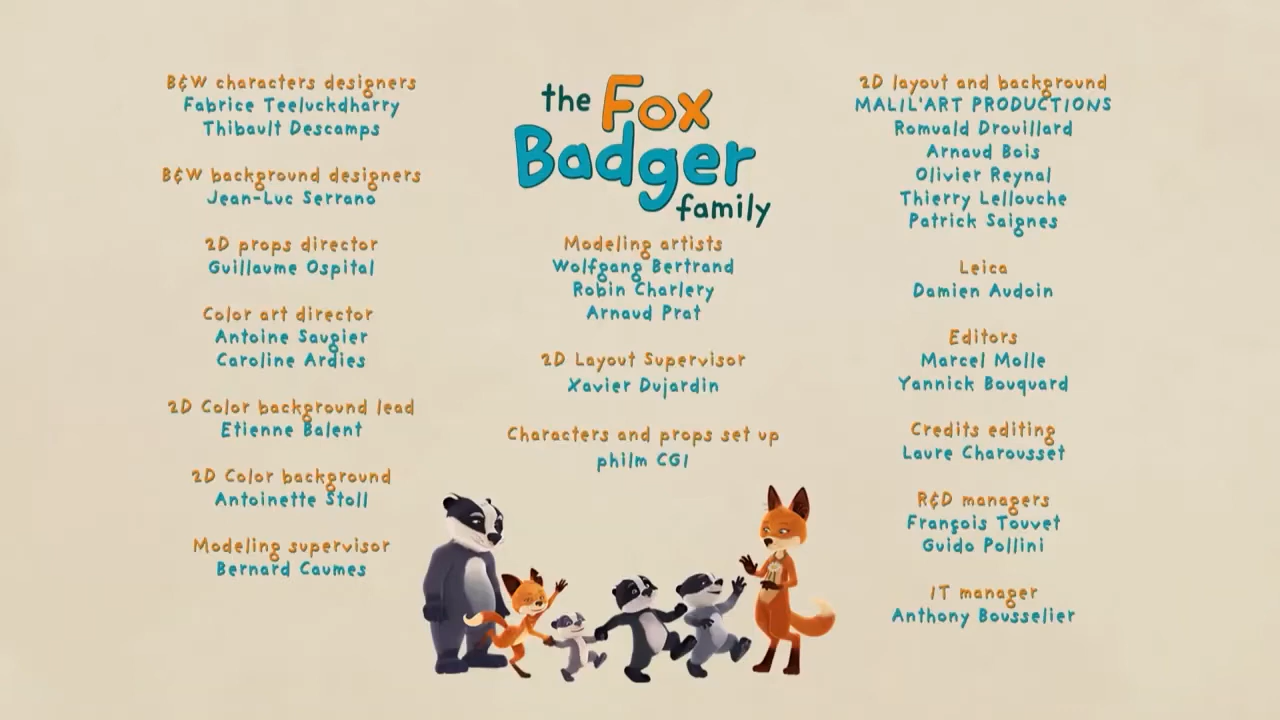 B&W characters designers
Fabrice Teeluckdharry
Thibault Descamps
B&W background designers
Jean-Luc Serrano
2D props director
Guillaume Ospital
Color art director
Antoine Saugier
Caroline Ardies
2D Color background lead
Etienne Balent
2D Color background
Antoinette Stoll
Modeling supervisor
Bernard Caumes
the Fox
Badger
family
Modeling artists
Wolfgang Bertrand
Robin Charlery
Arnaud Prat
2D Layout Supervisor
Xavier Dujardin
Characters and props set up
philm CGI
2D layout and background
MALIL'ART PRODUCTIONS
Romuald Drouillard
Arnaud Bois
Olivier Reynal
Thierry Lellouche
Patrick Saignes
Leica
Damien Audoin
Editors
Marcel Molle
Yannick Bouquard
Credits editing
Laure Charousset
R&D managers
François Touvet
Guido Pollini
IT manager
Anthony Bousselier